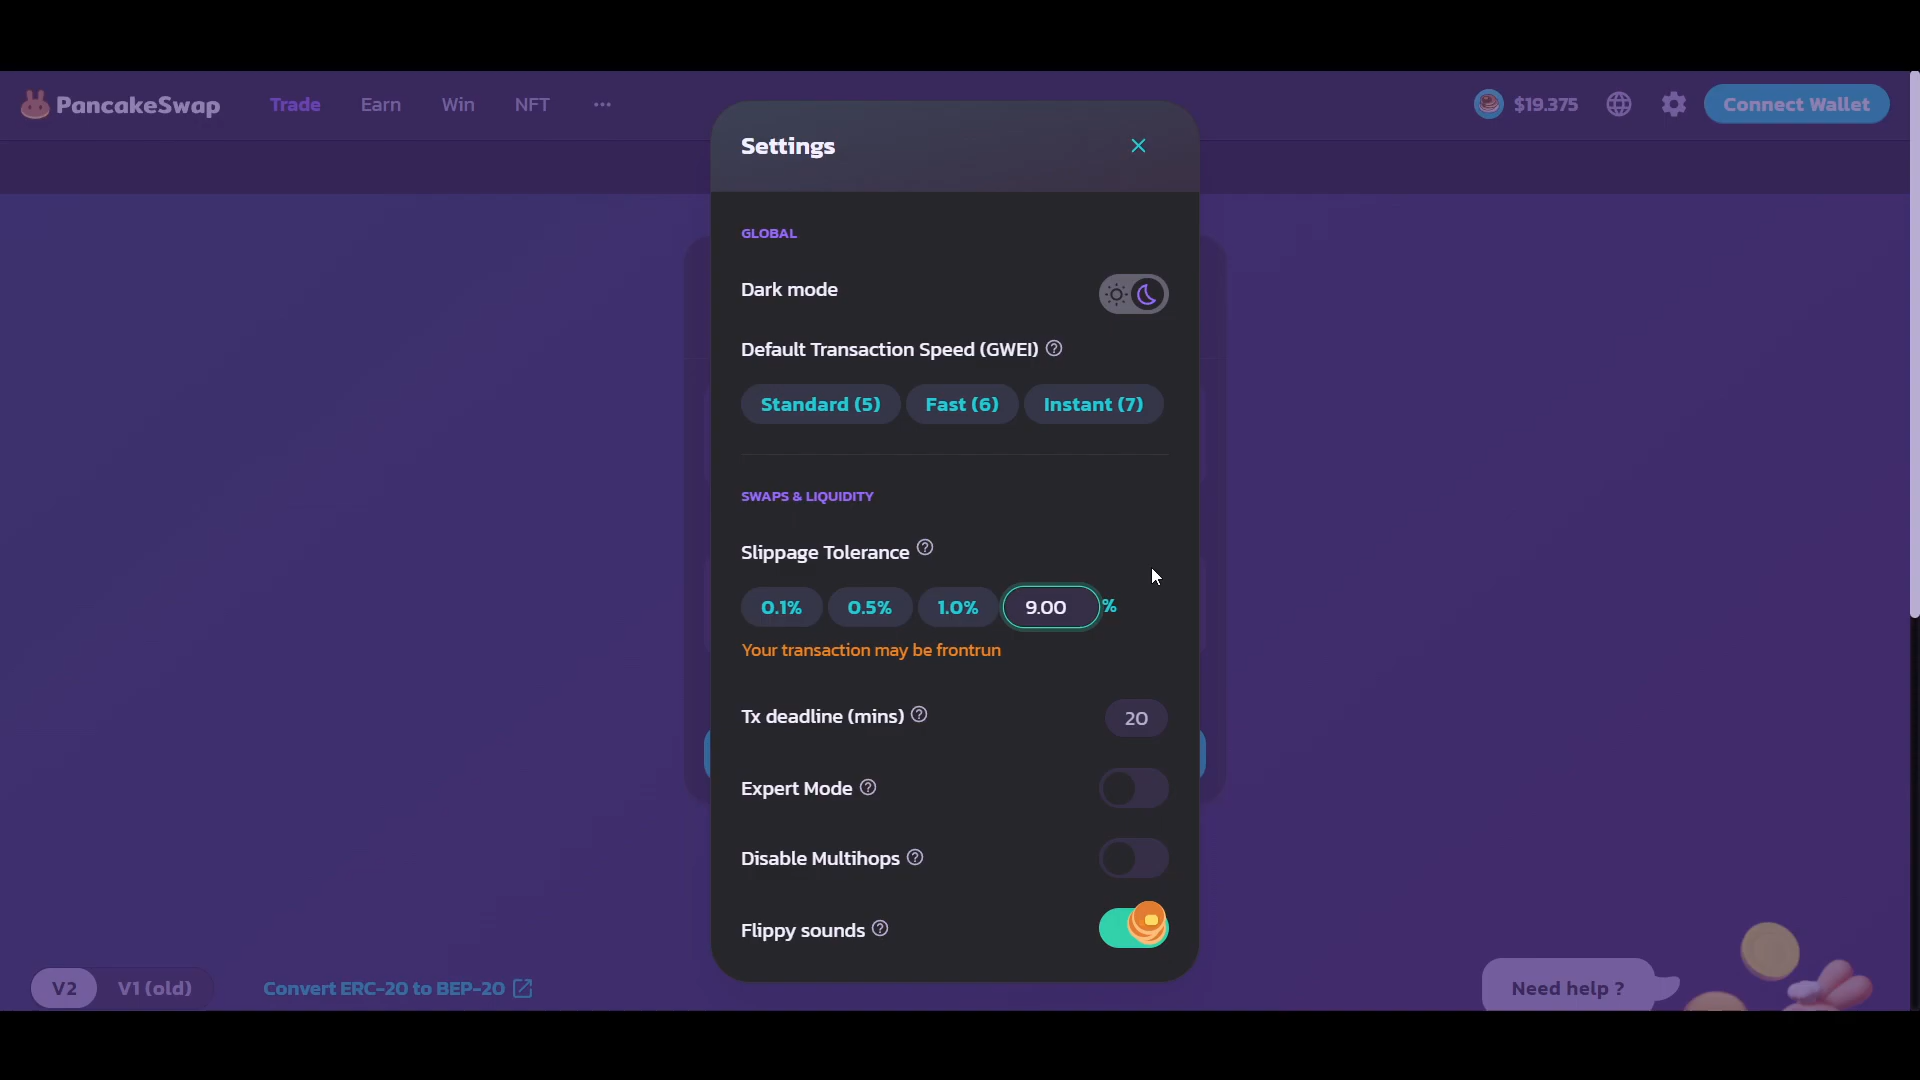 PancakeSwap Trade Earn Win NFT ... $19.375 Connect Wallet
Settings
GLOBAL
Dark mode
Default Transaction Speed (GWEI) ?
Standard (5) Fast (6) Instant (7)
SWAPS & LIQUIDITY
Slippage Tolerance ?
0.1% 0.5% 1.0% 9.00 %
Your transaction may be frontrun
Tx deadline (mins) ? 20
Expert Mode ?
Disable Multihops ?
Flippy sounds ?
V2 V1 (old) Convert ERC-20 to BEP-20 Need help ?